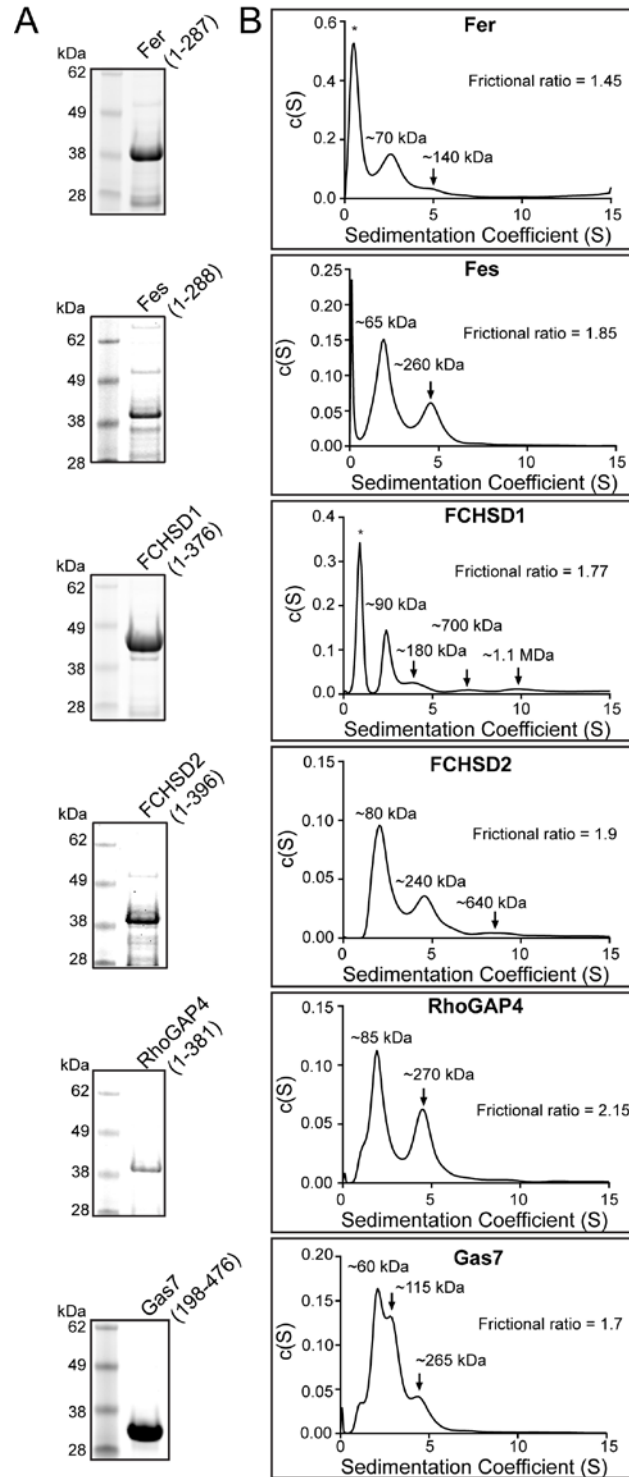 A
B
kDa
Fer
(1-287)
62
49
38
28
Fer
c(S)
0.6
0.4
0.2
0.0
*
~70 kDa
~140 kDa
Frictional ratio = 1.45
0 5 10 15
Sedimentation Coefficient (S)
kDa
Fes
(1-288)
62
49
38
28
Fes
c(S)
0.25
0.20
0.15
0.10
0.05
0.00
~65 kDa
~260 kDa
Frictional ratio = 1.85
0 5 10 15
Sedimentation Coefficient (S)
kDa
FCHSD1
(1-376)
62
49
38
28
FCHSD1
c(S)
0.4
0.3
0.2
0.1
0.0
*
~90 kDa
~180 kDa
~700 kDa
~1.1 MDa
Frictional ratio = 1.77
0 5 10 15
Sedimentation Coefficient (S)
kDa
FCHSD2
(1-396)
62
49
38
28
FCHSD2
c(S)
0.15
0.10
0.05
0.00
~80 kDa
~240 kDa
~640 kDa
Frictional ratio = 1.9
0 5 10 15
Sedimentation Coefficient (S)
kDa
RhoGAP4
(1-381)
62
49
38
28
RhoGAP4
c(S)
0.15
0.10
0.05
0.00
~85 kDa
~270 kDa
Frictional ratio = 2.15
0 5 10 15
Sedimentation Coefficient (S)
kDa
Gas7
(198-476)
62
49
38
28
Gas7
c(S)
0.20
0.15
0.10
0.05
0.00
~60 kDa
~115 kDa
~265 kDa
Frictional ratio = 1.7
0 5 10 15
Sedimentation Coefficient (S)